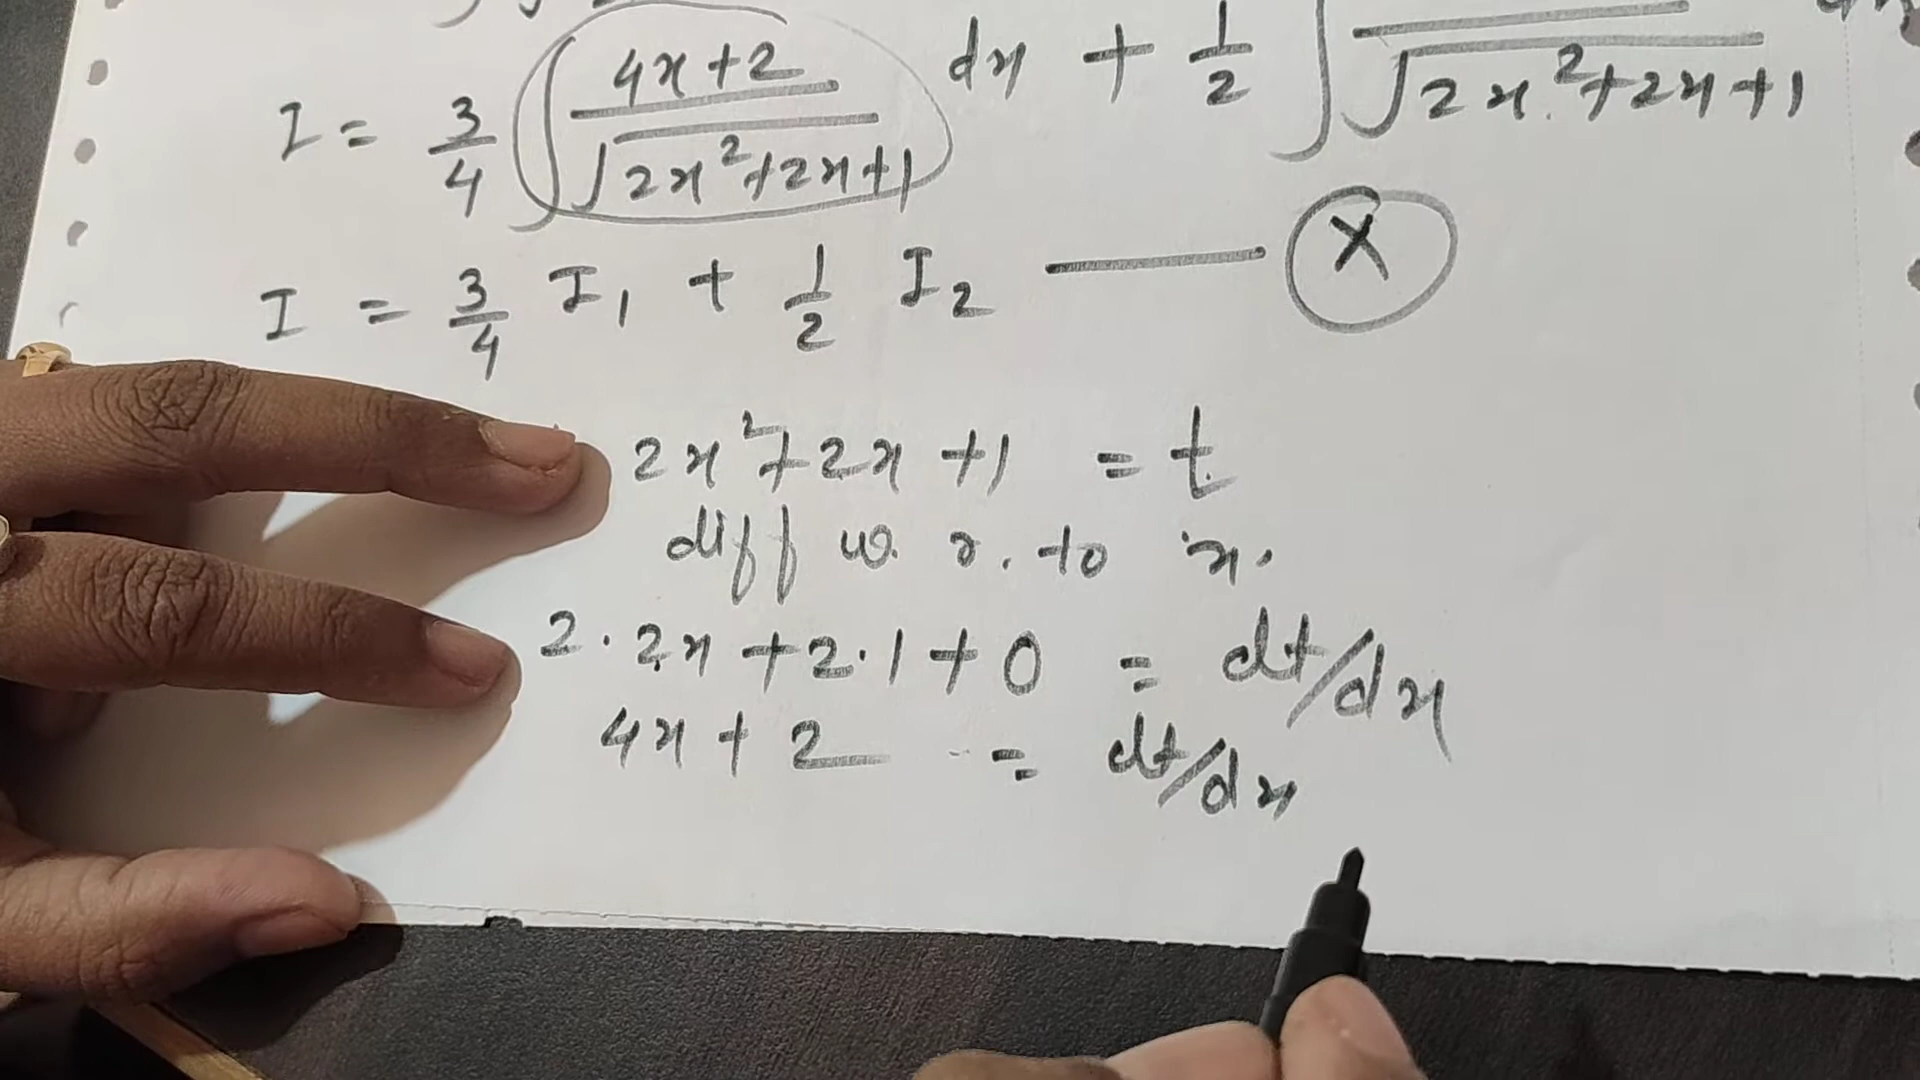 I = 3/4 ∫ 4x+2/√2x²+2x+1 dx + 1/2 ∫ /√2x²+2x+1
I = 3/4 I₁ + 1/2 I₂ —— X
2x²+2x+1 = t
diff w. r. to x.
2.2x+2.1+0 = dt/dx
4x+2 = dt/dx